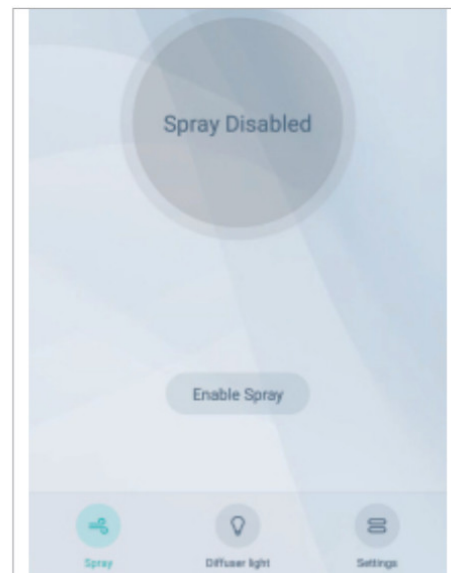 Spray Disabled
Enable Spray
Spray
Diffuser light
Settings